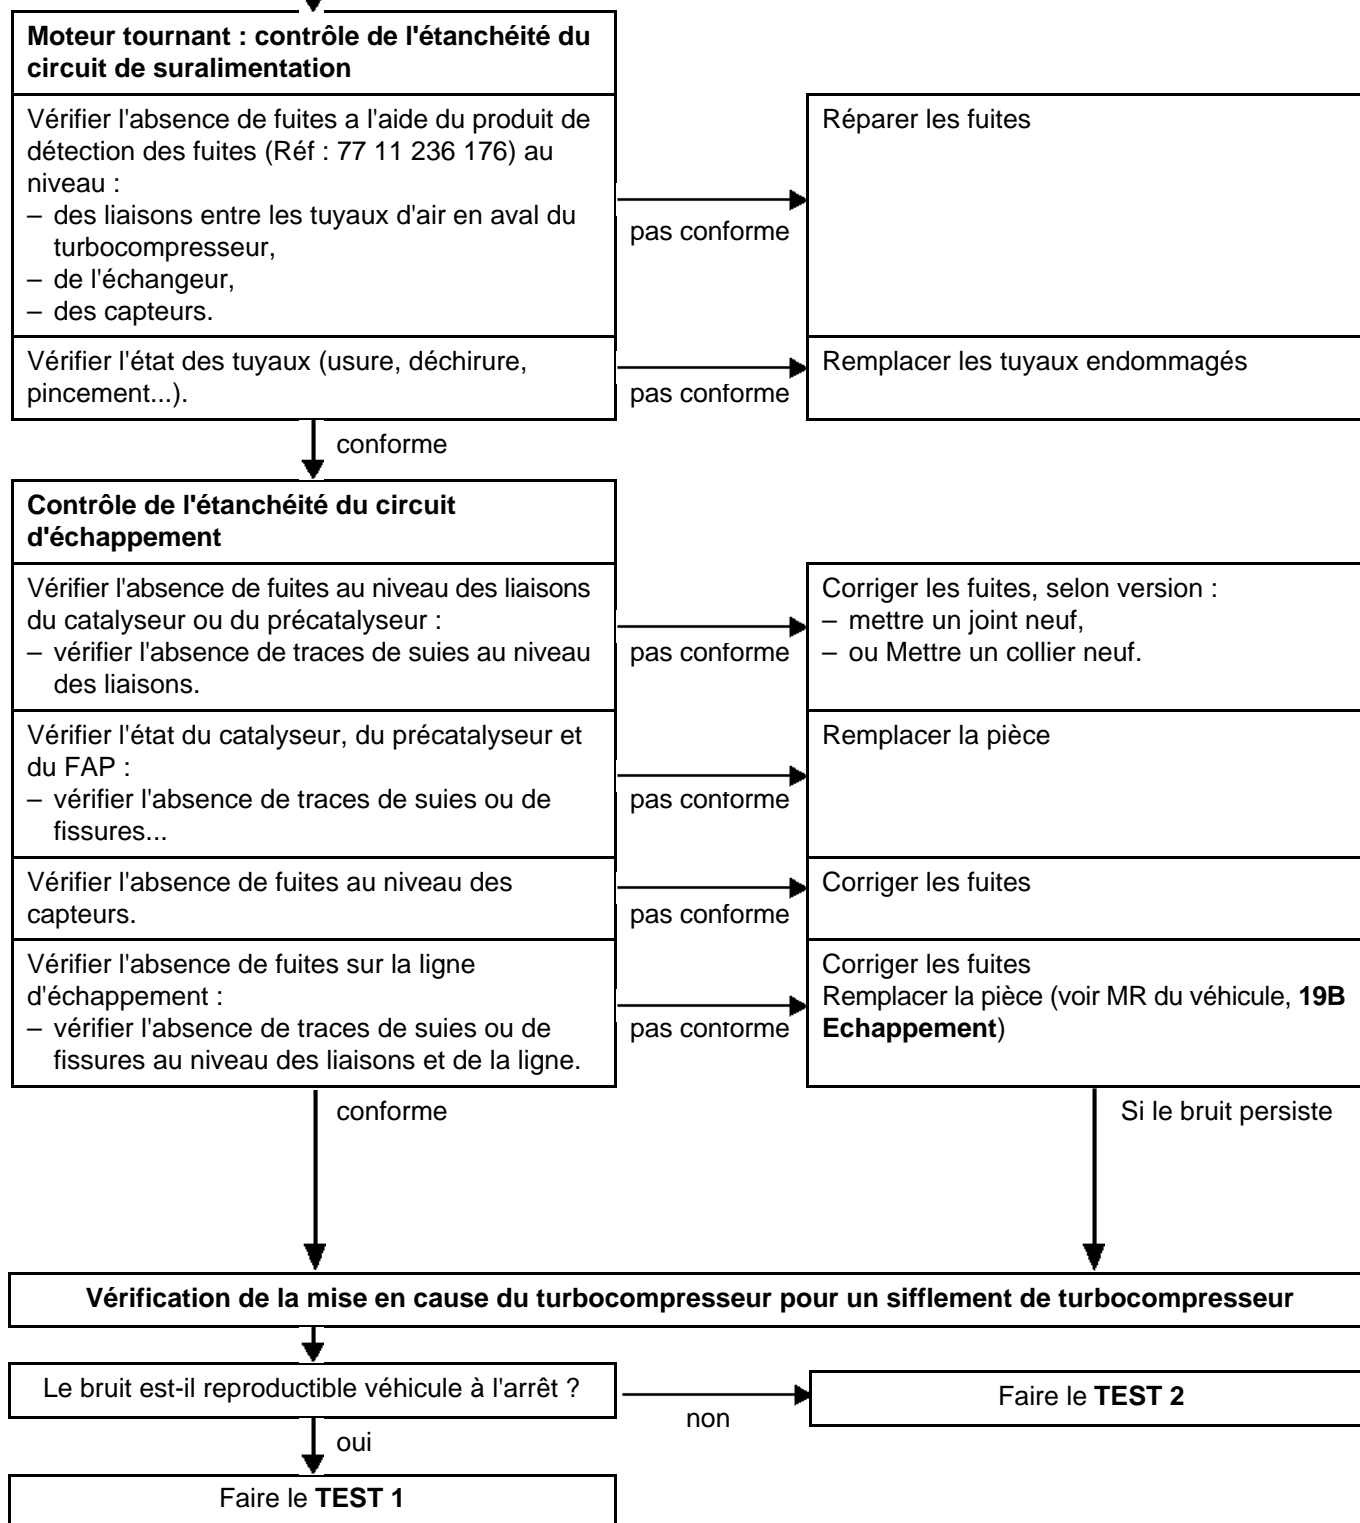 Moteur tournant : contrôle de l'étanchéité du
circuit de suralimentation
Vérifier l'absence de fuites a l'aide du produit de
détection des fuites (Réf : 77 11 236 176) au
niveau :
– des liaisons entre les tuyaux d'air en aval du
turbocompresseur,
– de l'échangeur,
– des capteurs.
pas conforme
Réparer les fuites
Vérifier l'état des tuyaux (usure, déchirure,
pincement...).
pas conforme
Remplacer les tuyaux endommagés
conforme
Contrôle de l'étanchéité du circuit
d'échappement
Vérifier l'absence de fuites au niveau des liaisons
du catalyseur ou du précatalyseur :
– vérifier l'absence de traces de suies au niveau
des liaisons.
pas conforme
Corriger les fuites, selon version :
– mettre un joint neuf,
– ou Mettre un collier neuf.
Vérifier l'état du catalyseur, du précatalyseur et
du FAP :
– vérifier l'absence de traces de suies ou de
fissures...
pas conforme
Remplacer la pièce
Vérifier l'absence de fuites au niveau des
capteurs.
pas conforme
Corriger les fuites
Vérifier l'absence de fuites sur la ligne
d'échappement :
– vérifier l'absence de traces de suies ou de
fissures au niveau des liaisons et de la ligne.
pas conforme
Corriger les fuites
Remplacer la pièce (voir MR du véhicule, 19B
Echappement)
conforme
Si le bruit persiste
Vérification de la mise en cause du turbocompresseur pour un sifflement de turbocompresseur
Le bruit est-il reproductible véhicule à l'arrêt ?
non
Faire le TEST 2
oui
Faire le TEST 1